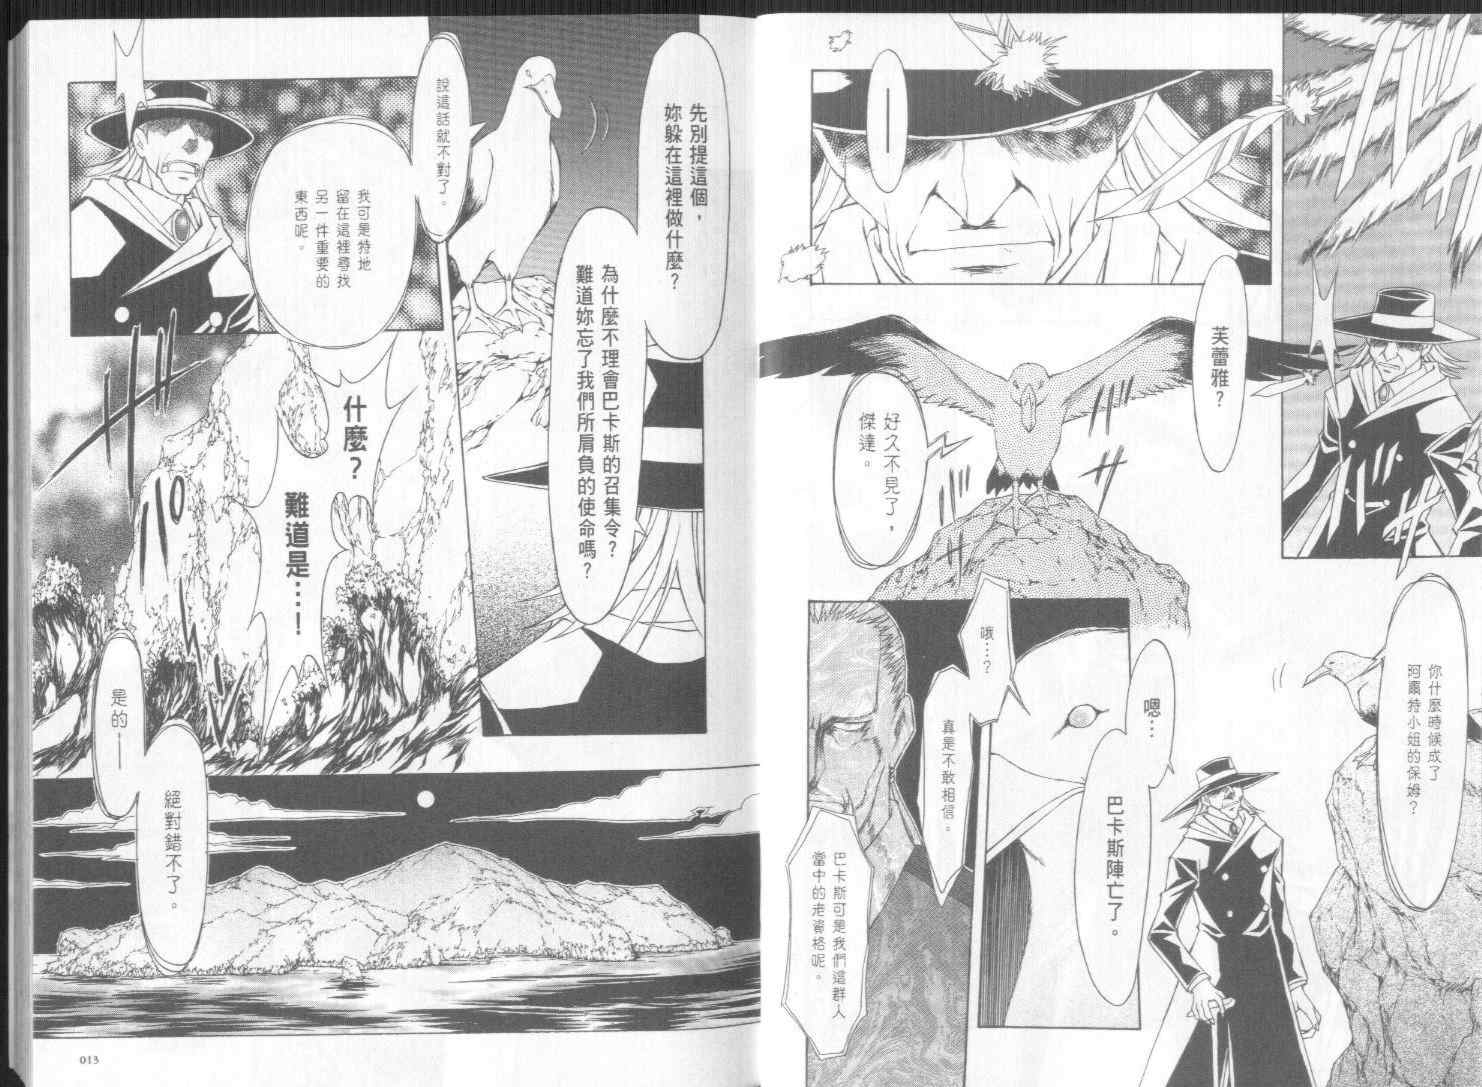 ——
芙蕾雅？
好久不見了，
傑達。
你什麼時候成了
阿爾特小姐的保姆？
嗯…
巴卡斯陣亡了。
哦…？
真是不敢相信。
巴卡斯可是我們這群人
當中的老資格呢。
先別提這個，
妳躲在這裡做什麼？
為什麼不理會巴卡斯的召集令？
難道妳忘了我們所肩負的使命嗎？
說這話就不對了。
我可是特地
留在這裡尋找
另一件重要的
東西呢。
什麼？
難道是…！
是的——
絕對錯不了。
013